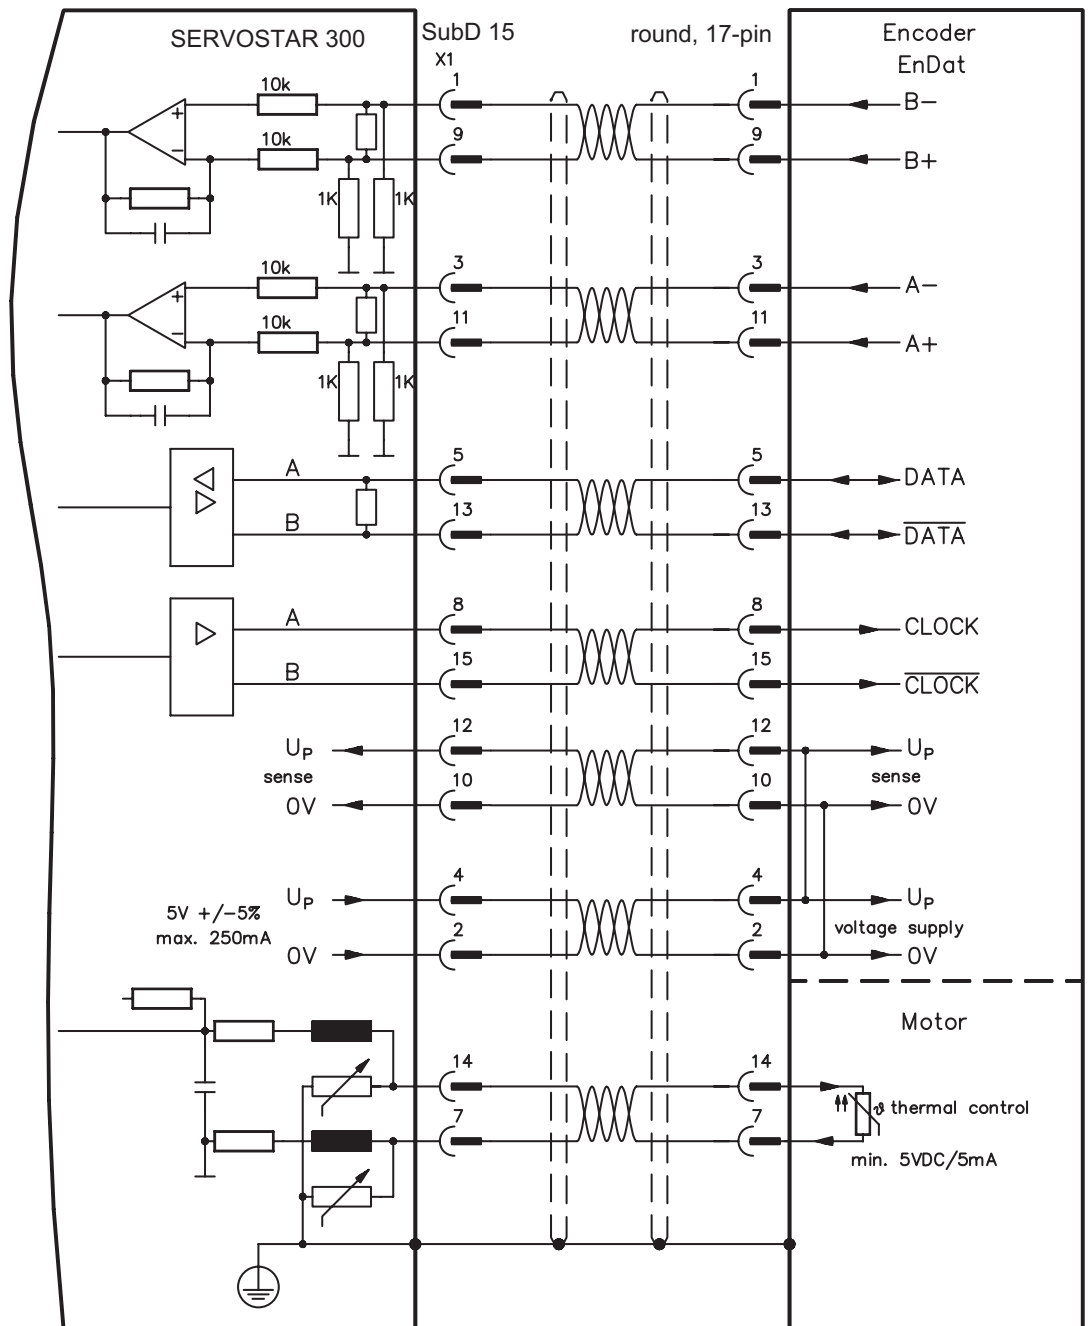 SERVOSTAR 300
SubD 15
round, 17-pin
Encoder
EnDat
X1
10k
1
1
B−
+
10k
9
9
B+
−
1K
1K
10k
3
3
A−
+
10k
11
11
A+
−
1K
1K
A
5
5
DATA
B
13
13
DATA
A
8
8
CLOCK
B
15
15
CLOCK
UP
12
12
UP
sense
sense
0V
10
10
0V
UP
4
4
UP
5V +/−5%
max. 250mA
voltage supply
0V
2
2
0V
Motor
14
14
7
7
ϑ thermal control
min. 5VDC/5mA